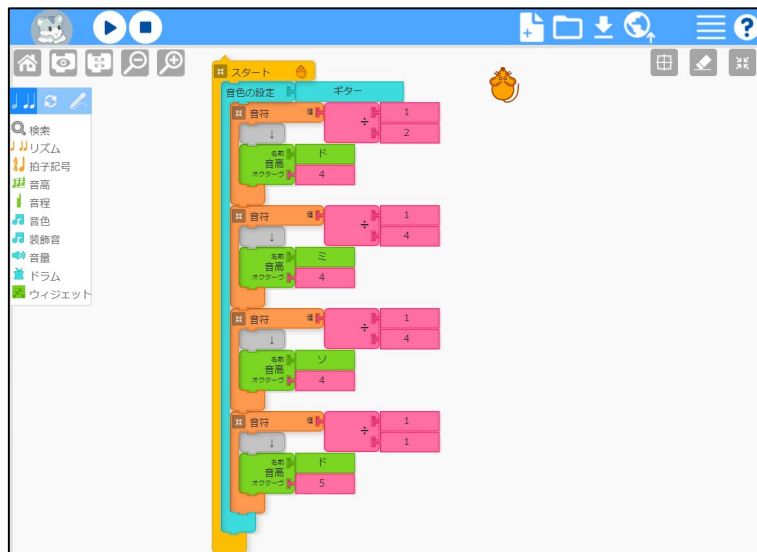 ?
スタート
音色の設定 ギター
音符 値 ÷ 1
2
↓
名前 ド
音高
オクターヴ 4
音符 値 ÷ 1
4
↓
名前 ミ
音高
オクターヴ 4
音符 値 ÷ 1
4
↓
名前 ソ
音高
オクターヴ 4
音符 値 ÷ 1
1
↓
名前 ド
音高
オクターヴ 5
検索
リズム
拍子記号
音高
音程
音色
装飾音
音量
ドラム
ウィジェット